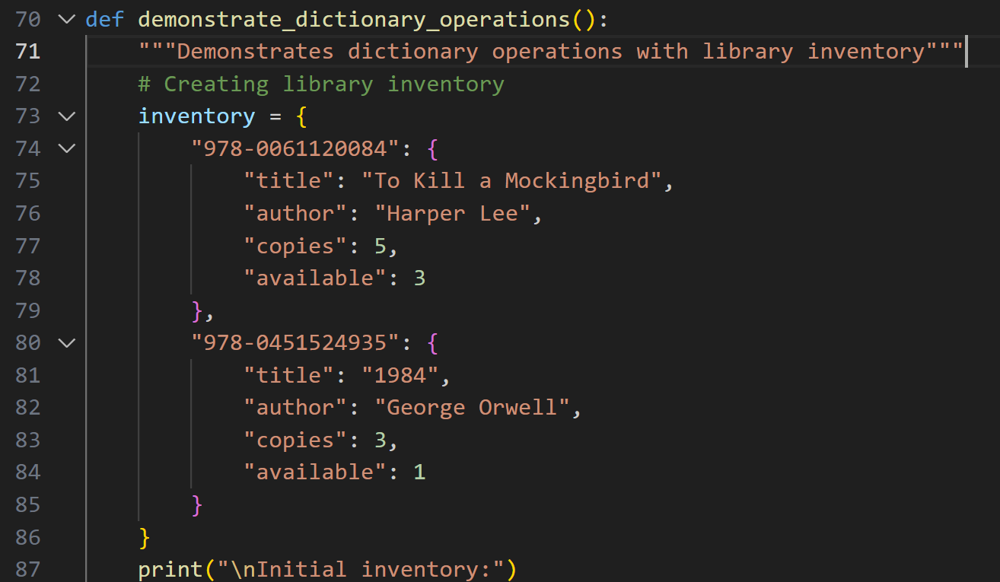 70 def demonstrate_dictionary_operations():
71     """Demonstrates dictionary operations with library inventory"""
72     # Creating library inventory
73     inventory = {
74         "978-0061120084": {
75             "title": "To Kill a Mockingbird",
76             "author": "Harper Lee",
77             "copies": 5,
78             "available": 3
79         },
80         "978-0451524935": {
81             "title": "1984",
82             "author": "George Orwell",
83             "copies": 3,
84             "available": 1
85         }
86     }
87     print("\nInitial inventory:")